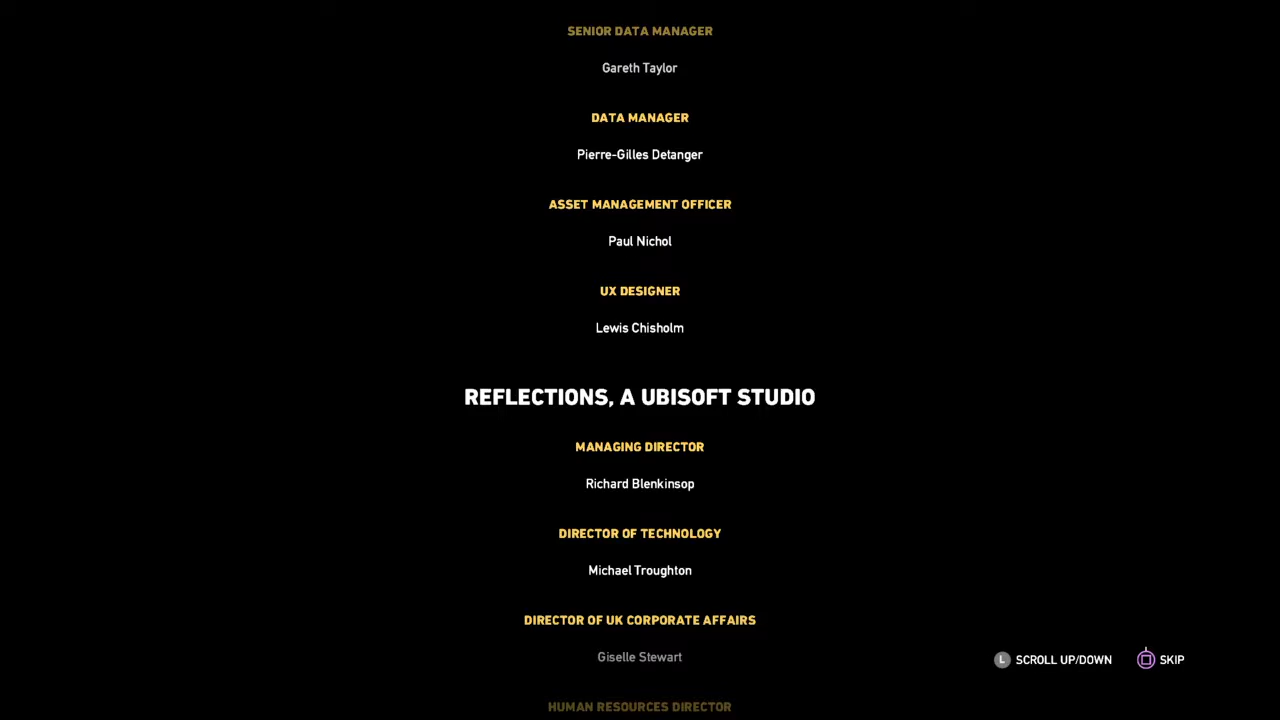 SENIOR DATA MANAGER
Gareth Taylor
DATA MANAGER
Pierre-Gilles Detanger
ASSET MANAGEMENT OFFICER
Paul Nichol
UX DESIGNER
Lewis Chisholm
REFLECTIONS, A UBISOFT STUDIO
MANAGING DIRECTOR
Richard Blenkinsop
DIRECTOR OF TECHNOLOGY
Michael Troughton
DIRECTOR OF UK CORPORATE AFFAIRS
Giselle Stewart
L SCROLL UP/DOWN SKIP
HUMAN RESOURCES DIRECTOR